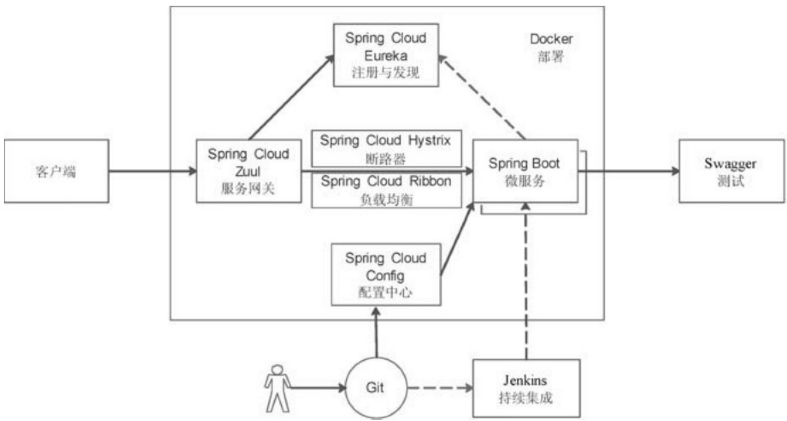 Spring Cloud
Eureka
注册与发现
Docker
部署
客户端
Spring Cloud
Zuul
服务网关
Spring Cloud Hystrix
断路器
Spring Cloud Ribbon
负载均衡
Spring Boot
微服务
Swagger
测试
Spring Cloud
Config
配置中心
Git
Jenkins
持续集成